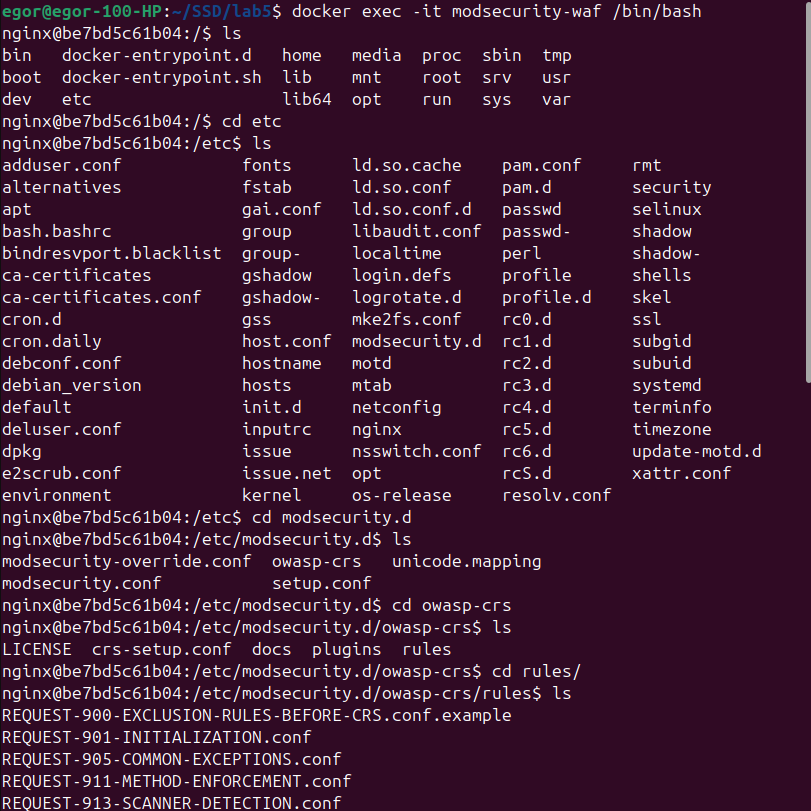 egor@egor-100-HP:~/SSD/lab5$ docker exec -it modsecurity-waf /bin/bash
nginx@be7bd5c61b04:/$ ls
bin   docker-entrypoint.d   home   media  proc  sbin  tmp
boot  docker-entrypoint.sh  lib    mnt    root  srv   usr
dev   etc                   lib64  opt    run   sys   var
nginx@be7bd5c61b04:/$ cd etc
nginx@be7bd5c61b04:/etc$ ls
adduser.conf            fonts      ld.so.cache    pam.conf     rmt
alternatives            fstab      ld.so.conf     pam.d        security
apt                     gai.conf   ld.so.conf.d   passwd       selinux
bash.bashrc             group      libaudit.conf  passwd-      shadow
bindresvport.blacklist  group-     localtime      perl         shadow-
ca-certificates         gshadow    login.defs     profile      shells
ca-certificates.conf    gshadow-   logrotate.d    profile.d    skel
cron.d                  gss        mke2fs.conf    rc0.d        ssl
cron.daily              host.conf  modsecurity.d  rc1.d        subgid
debconf.conf            hostname   motd           rc2.d        subuid
debian_version          hosts      mtab           rc3.d        systemd
default                 init.d     netconfig      rc4.d        terminfo
deluser.conf            inputrc    nginx          rc5.d        timezone
dpkg                    issue      nsswitch.conf  rc6.d        update-motd.d
e2scrub.conf            issue.net  opt            rcS.d        xattr.conf
environment             kernel     os-release     resolv.conf
nginx@be7bd5c61b04:/etc$ cd modsecurity.d
nginx@be7bd5c61b04:/etc/modsecurity.d$ ls
modsecurity-override.conf  owasp-crs   unicode.mapping
modsecurity.conf           setup.conf
nginx@be7bd5c61b04:/etc/modsecurity.d$ cd owasp-crs
nginx@be7bd5c61b04:/etc/modsecurity.d/owasp-crs$ ls
LICENSE  crs-setup.conf  docs  plugins  rules
nginx@be7bd5c61b04:/etc/modsecurity.d/owasp-crs$ cd rules/
nginx@be7bd5c61b04:/etc/modsecurity.d/owasp-crs/rules$ ls
REQUEST-900-EXCLUSION-RULES-BEFORE-CRS.conf.example
REQUEST-901-INITIALIZATION.conf
REQUEST-905-COMMON-EXCEPTIONS.conf
REQUEST-911-METHOD-ENFORCEMENT.conf
REQUEST-913-SCANNER-DETECTION.conf